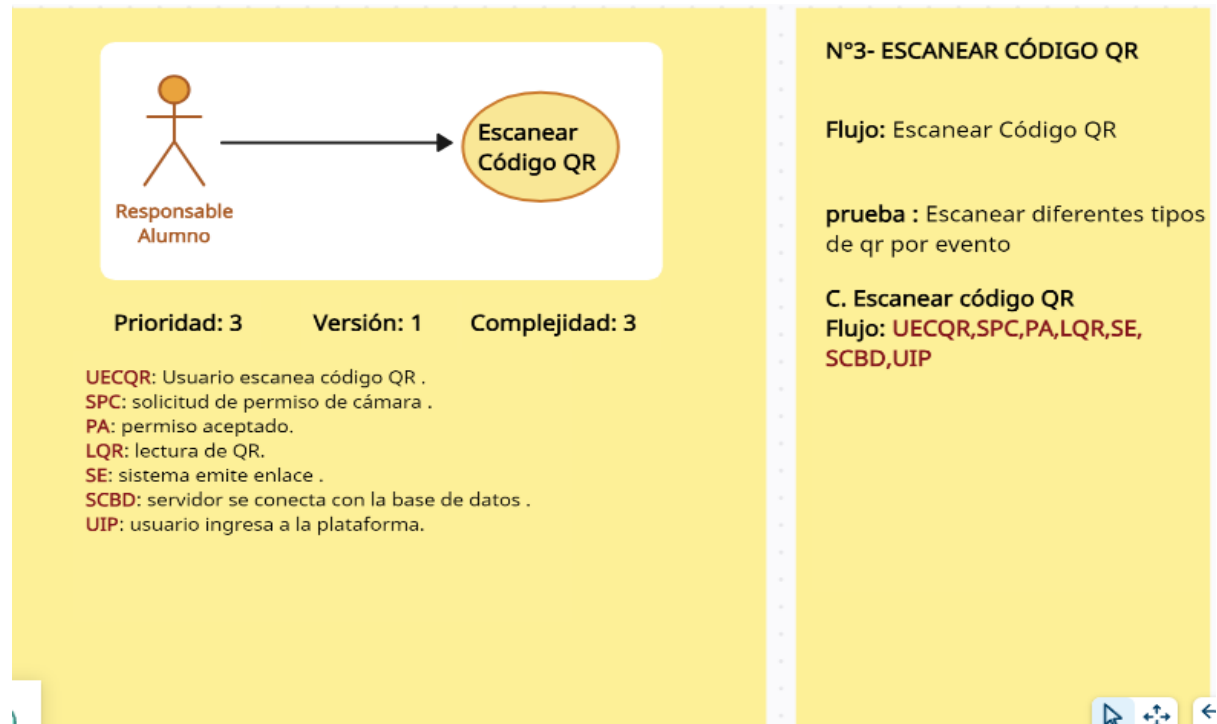 Escanear
Código QR
Responsable
Alumno
Prioridad: 3 Versión: 1 Complejidad: 3
UECQR: Usuario escanea código QR .
SPC: solicitud de permiso de cámara .
PA: permiso aceptado.
LQR: lectura de QR.
SE: sistema emite enlace .
SCBD: servidor se conecta con la base de datos .
UIP: usuario ingresa a la plataforma.
N°3- ESCANEAR CÓDIGO QR
Flujo: Escanear Código QR
prueba : Escanear diferentes tipos
de qr por evento
C. Escanear código QR
Flujo: UECQR,SPC,PA,LQR,SE,
SCBD,UIP